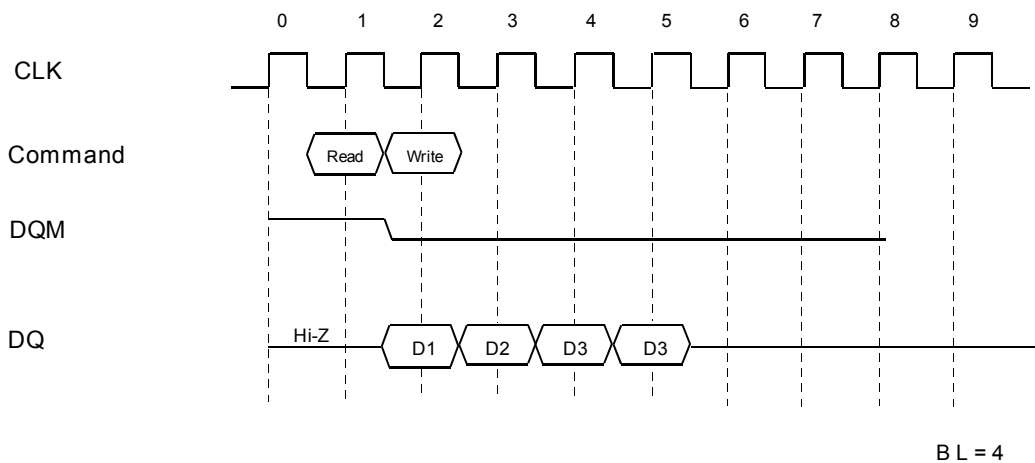 0 1 2 3 4 5 6 7 8 9
CLK
Command Read Write
DQM
DQ Hi-Z D1 D2 D3 D3
B L = 4